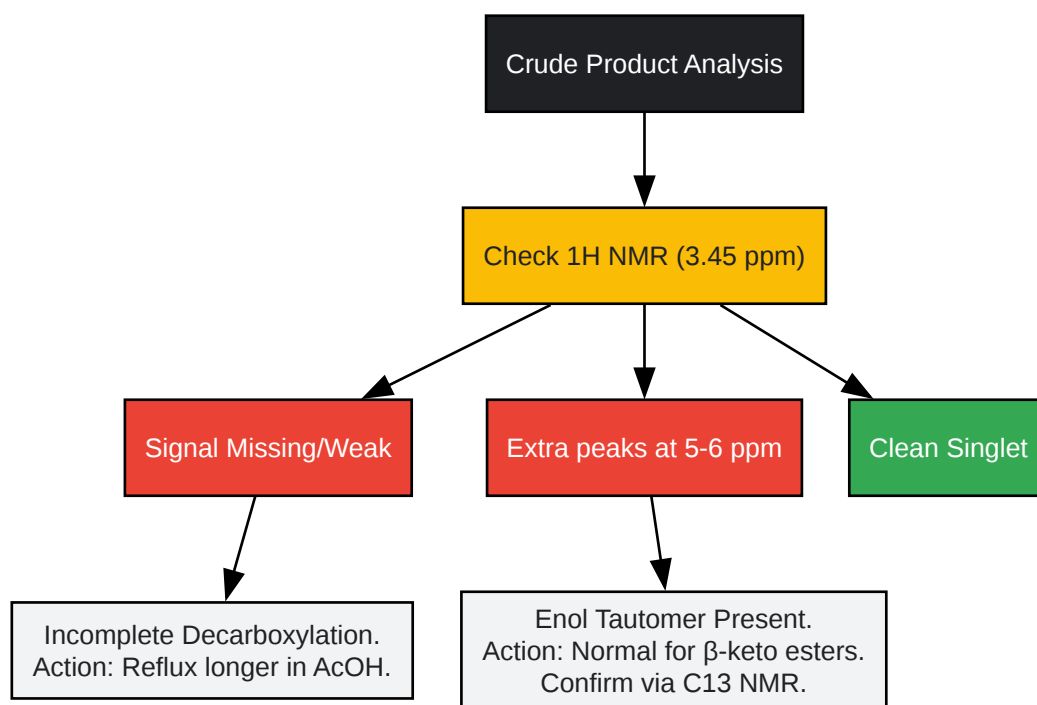 Crude Product Analysis
Check 1H NMR (3.45 ppm)
Signal Missing/Weak
Extra peaks at 5-6 ppm
Clean Singlet
Incomplete Decarboxylation.
Action: Reflux longer in AcOH.
Enol Tautomer Present.
Action: Normal for β-keto esters.
Confirm via C13 NMR.